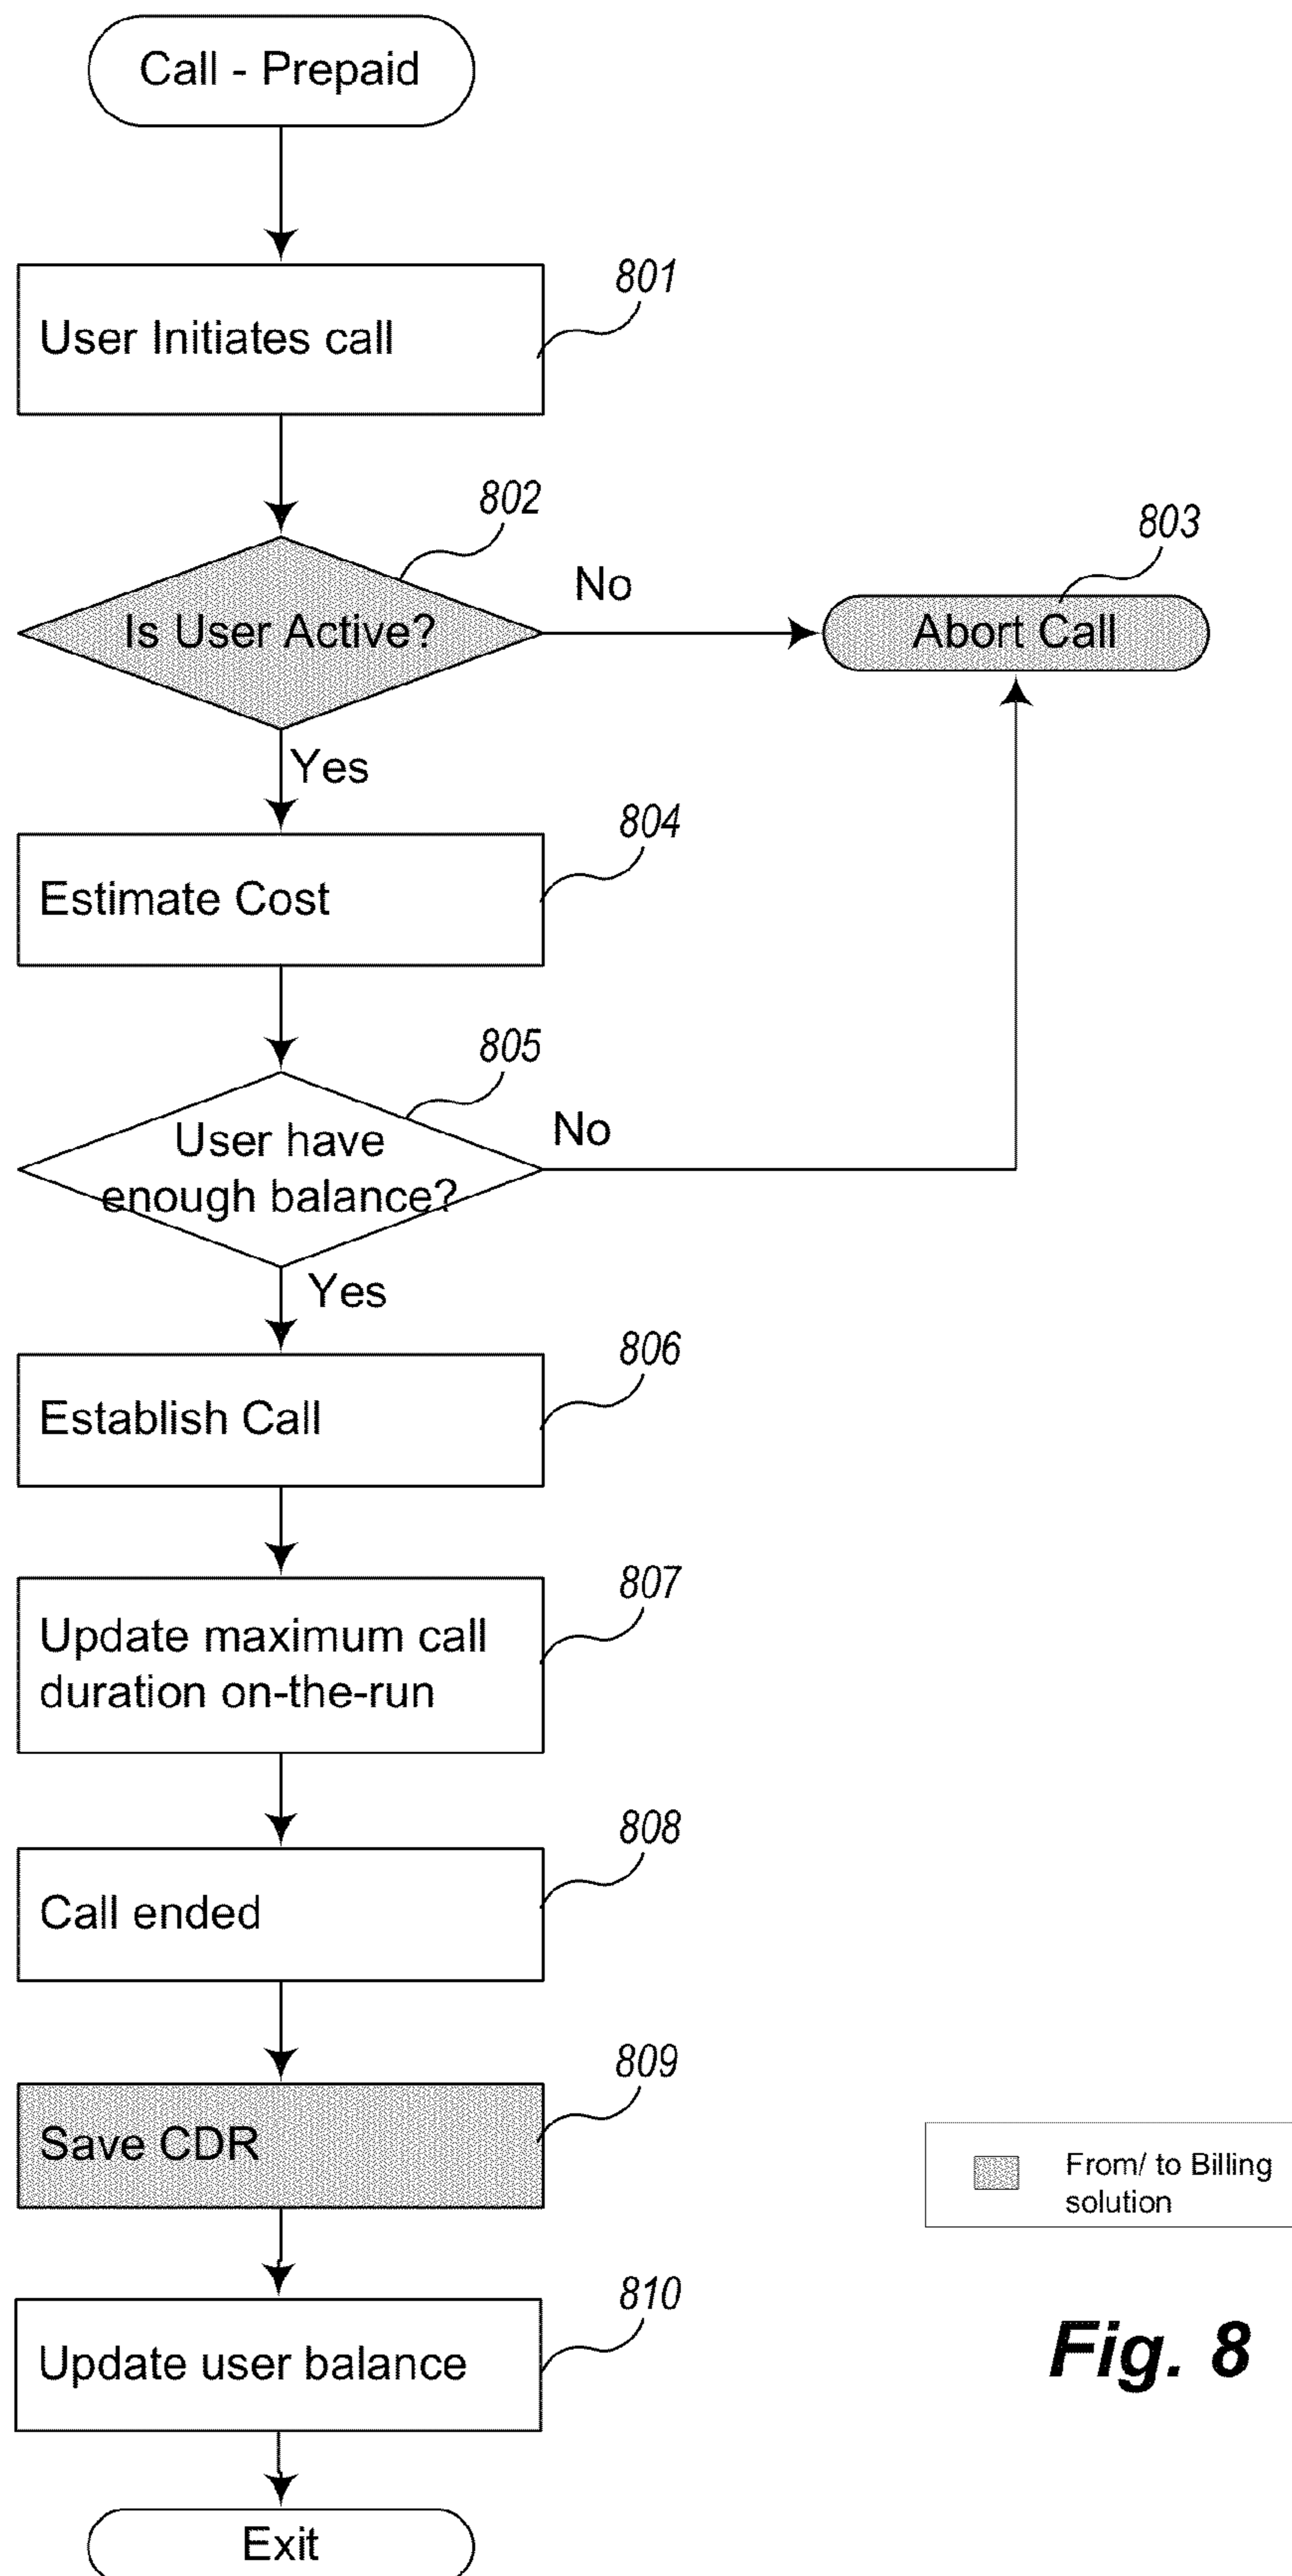 Call - Prepaid
801
User Initiates call
802
803
No
Is User Active?
Abort Call
Yes
804
Estimate Cost
805
No
User have
enough balance?
Yes
806
Establish Call
807
Update maximum call
duration on-the-run
808
Call ended
809
Save CDR
From/ to Billing
solution
810
Update user balance
Fig. 8
Exit